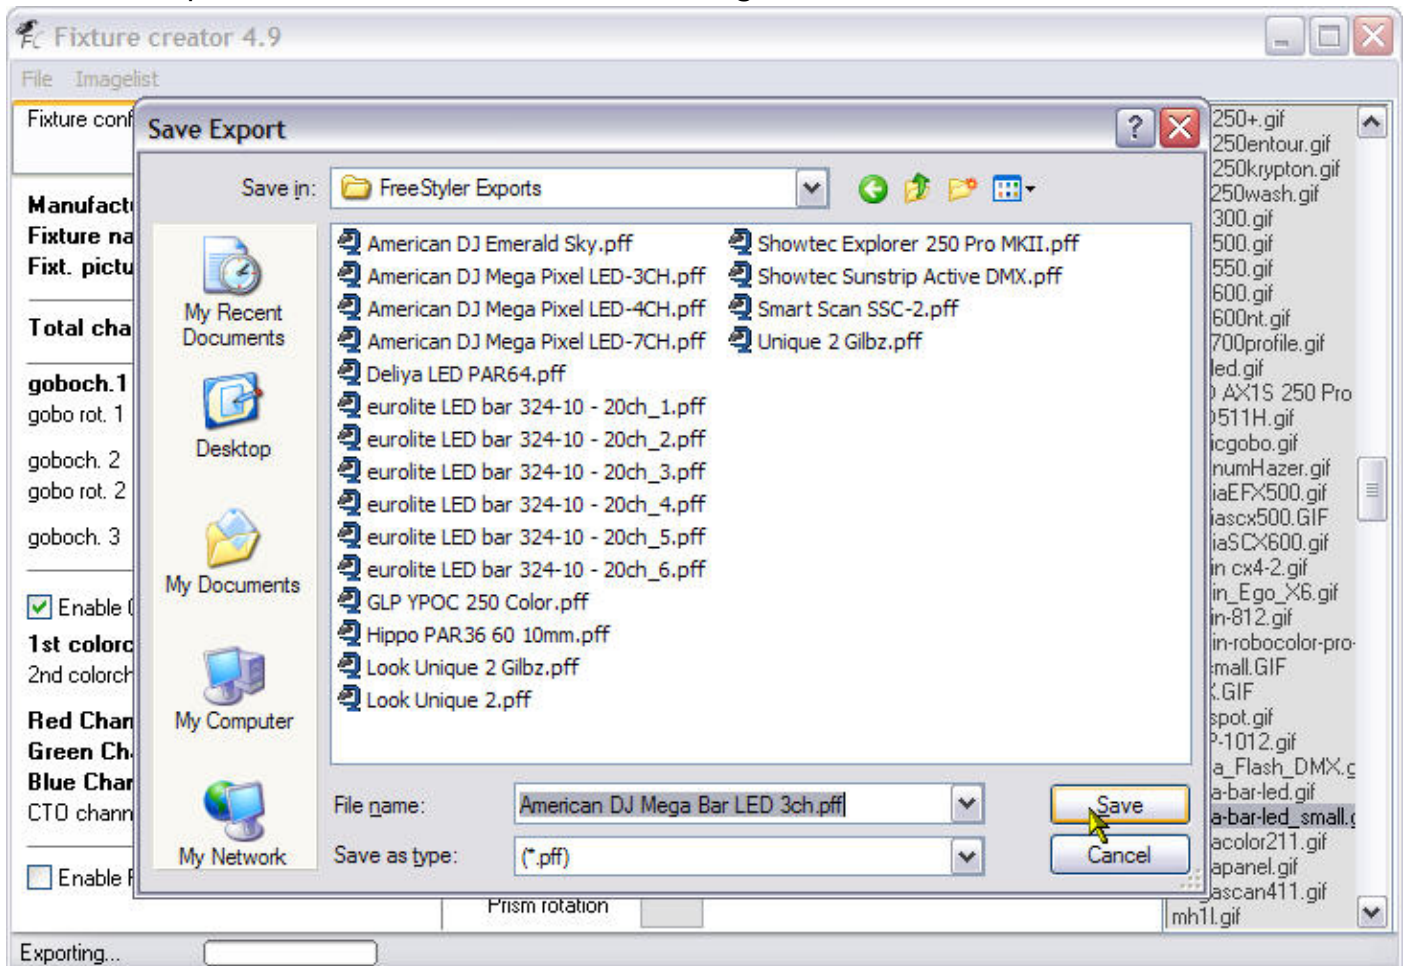 Fixture creator 4.9
File Imagelist
Fixture conf
Save Export
Save in:
FreeStyler Exports
Manufactu
Fixture na
Fixt. pictu
Total cha
goboch.1
gobo rot. 1
goboch. 2
gobo rot. 2
goboch. 3
Enable
1st colorc
2nd colorch
Red Chan
Green Ch
Blue Char
CTO chann
Enable
My Recent
Documents
Desktop
My Documents
My Computer
My Network
American DJ Emerald Sky.pff
American DJ Mega Pixel LED-3CH.pff
American DJ Mega Pixel LED-4CH.pff
American DJ Mega Pixel LED-7CH.pff
Deliya LED PAR64.pff
eurolite LED bar 324-10 - 20ch_1.pff
eurolite LED bar 324-10 - 20ch_2.pff
eurolite LED bar 324-10 - 20ch_3.pff
eurolite LED bar 324-10 - 20ch_4.pff
eurolite LED bar 324-10 - 20ch_5.pff
eurolite LED bar 324-10 - 20ch_6.pff
GLP YPOC 250 Color.pff
Hippo PAR36 60 10mm.pff
Look Unique 2 Gilbz.pff
Look Unique 2.pff
Showtec Explorer 250 Pro MKII.pff
Showtec Sunstrip Active DMX.pff
Smart Scan SSC-2.pff
Unique 2 Gilbz.pff
File name:
American DJ Mega Bar LED 3ch.pff
Save
Save as type:
(*.pff)
Cancel
Prism rotation
250+.gif
250entour.gif
250krypton.gif
250wash.gif
300.gif
500.gif
550.gif
600.gif
600nt.gif
700profile.gif
led.gif
AX1S 250 Pro
511H.gif
icgobo.gif
numHazer.gif
iaEFX500.gif
iascx500.GIF
iaSCX600.gif
in cx4-2.gif
in_Ego_X6.gif
in-812.gif
in-robocolor-pro-
mall.GIF
.GIF
spot.gif
P-1012.gif
a_Flash_DMX.g
a-bar-led.gif
a-bar-led_small.g
acolor211.gif
apanel.gif
ascan411.gif
mh1l.gif
Exporting...